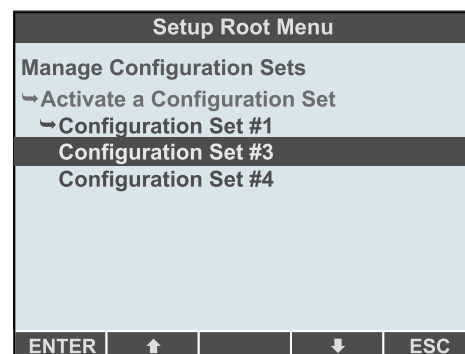 Setup Root Menu
Manage Configuration Sets
➥Activate a Configuration Set
➥Configuration Set #1
Configuration Set #3
Configuration Set #4
ENTER ⬆ ⬇ ESC